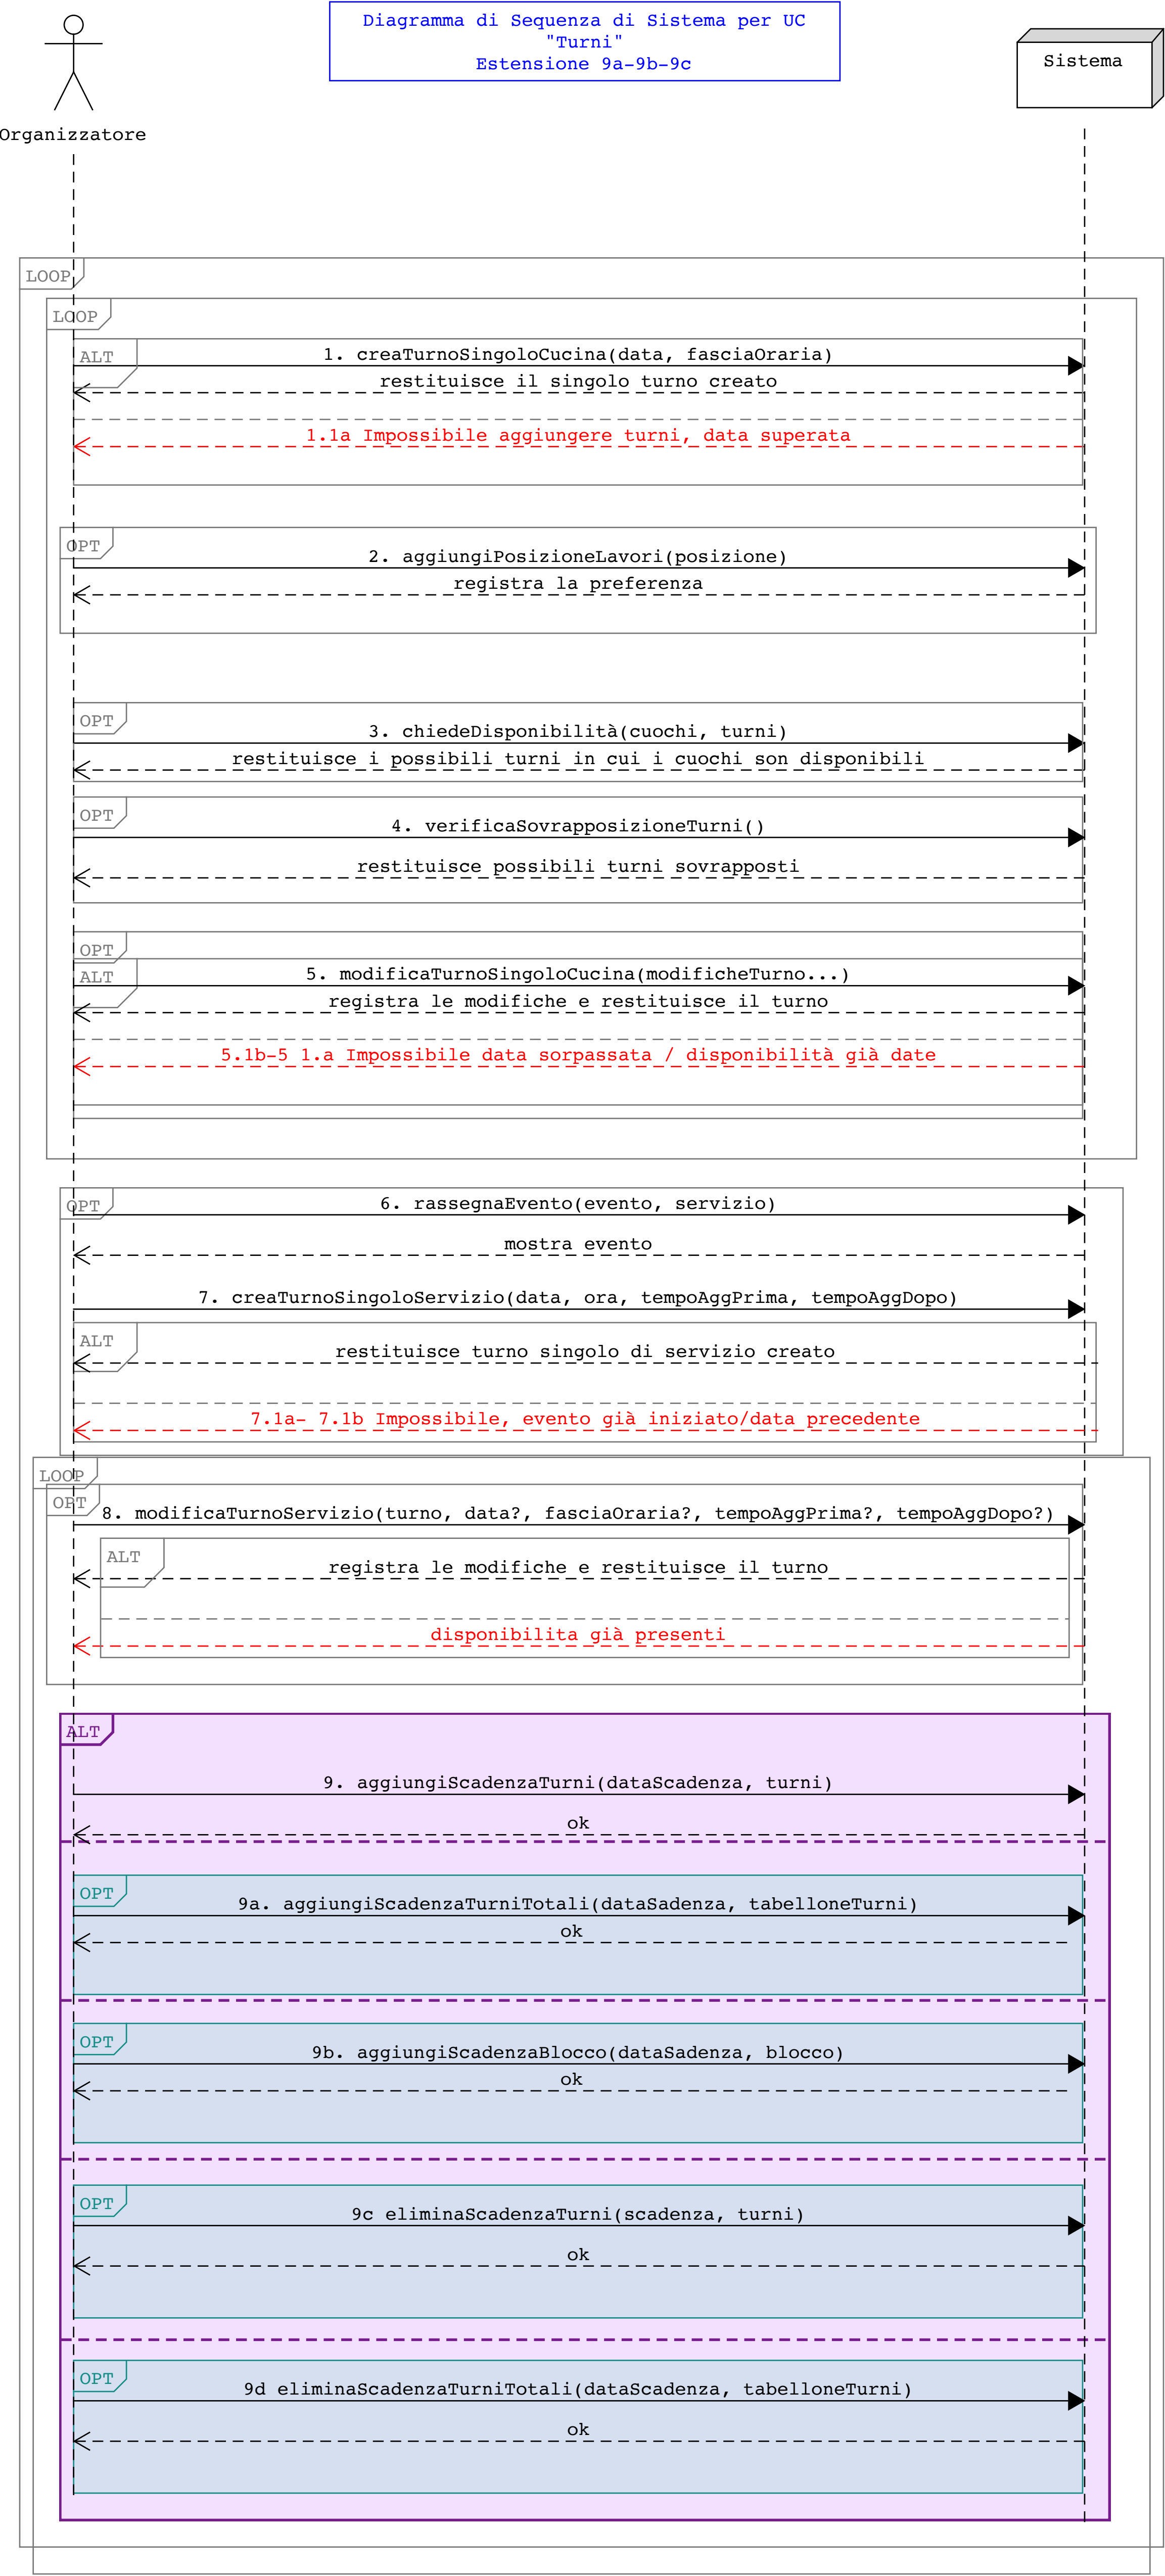 Diagramma di Sequenza di Sistema per UC
"Turni"
Estensione 9a-9b-9c
Sistema
Organizzatore
LOOP
LOOP
ALT
1. creaTurnoSingoloCucina(data, fasciaOraria)
restituisce il singolo turno creato
1.1a Impossibile aggiungere turni, data superata
OPT
2. aggiungiPosizioneLavori(posizione)
registra la preferenza
OPT
3. chiedeDisponibilità(cuochi, turni)
restituisce i possibili turni in cui i cuochi son disponibili
OPT
4. verificaSovrapposizioneTurni()
restituisce possibili turni sovrapposti
OPT
ALT
5. modificaTurnoSingoloCucina(modificheTurno...)
registra le modifiche e restituisce il turno
5.1b-5 1.a Impossibile data sorpassata / disponibilità già date
OPT
6. rassegnaEvento(evento, servizio)
mostra evento
7. creaTurnoSingoloServizio(data, ora, tempoAggPrima, tempoAggDopo)
ALT
restituisce turno singolo di servizio creato
7.1a- 7.1b Impossibile, evento già iniziato/data precedente
LOOP
OPT
8. modificaTurnoServizio(turno, data?, fasciaOraria?, tempoAggPrima?, tempoAggDopo?)
ALT
registra le modifiche e restituisce il turno
disponibilita già presenti
ALT
9. aggiungiScadenzaTurni(dataScadenza, turni)
ok
OPT
9a. aggiungiScadenzaTurniTotali(dataSadenza, tabelloneTurni)
ok
OPT
9b. aggiungiScadenzaBlocco(dataSadenza, blocco)
ok
OPT
9c eliminaScadenzaTurni(scadenza, turni)
ok
OPT
9d eliminaScadenzaTurniTotali(dataScadenza, tabelloneTurni)
ok